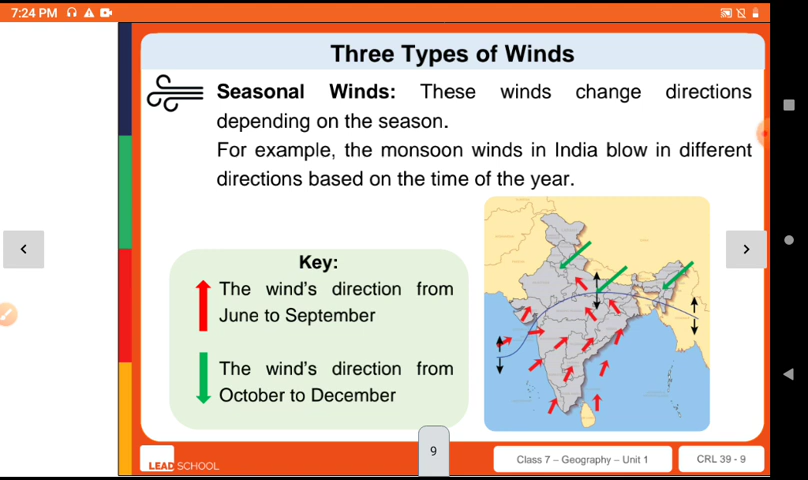 7:24 PM
Three Types of Winds
Seasonal Winds: These winds change directions
depending on the season.
For example, the monsoon winds in India blow in different
directions based on the time of the year.
Key:
The wind's direction from
June to September
The wind's direction from
October to December
9
LEAD SCHOOL
Class 7 – Geography – Unit 1
CRL 39 - 9